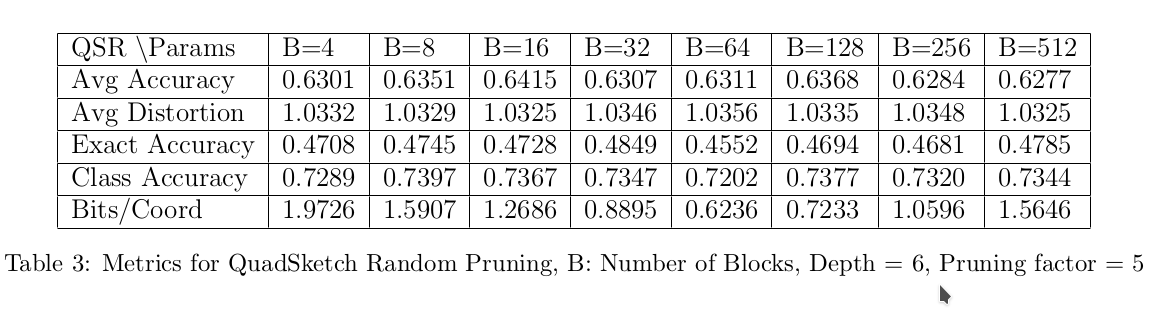 QSR \Params B=4 B=8 B=16 B=32 B=64 B=128 B=256 B=512
Avg Accuracy 0.6301 0.6351 0.6415 0.6307 0.6311 0.6368 0.6284 0.6277
Avg Distortion 1.0332 1.0329 1.0325 1.0346 1.0356 1.0335 1.0348 1.0325
Exact Accuracy 0.4708 0.4745 0.4728 0.4849 0.4552 0.4694 0.4681 0.4785
Class Accuracy 0.7289 0.7397 0.7367 0.7347 0.7202 0.7377 0.7320 0.7344
Bits/Coord 1.9726 1.5907 1.2686 0.8895 0.6236 0.7233 1.0596 1.5646
Table 3: Metrics for QuadSketch Random Pruning, B: Number of Blocks, Depth = 6, Pruning factor = 5